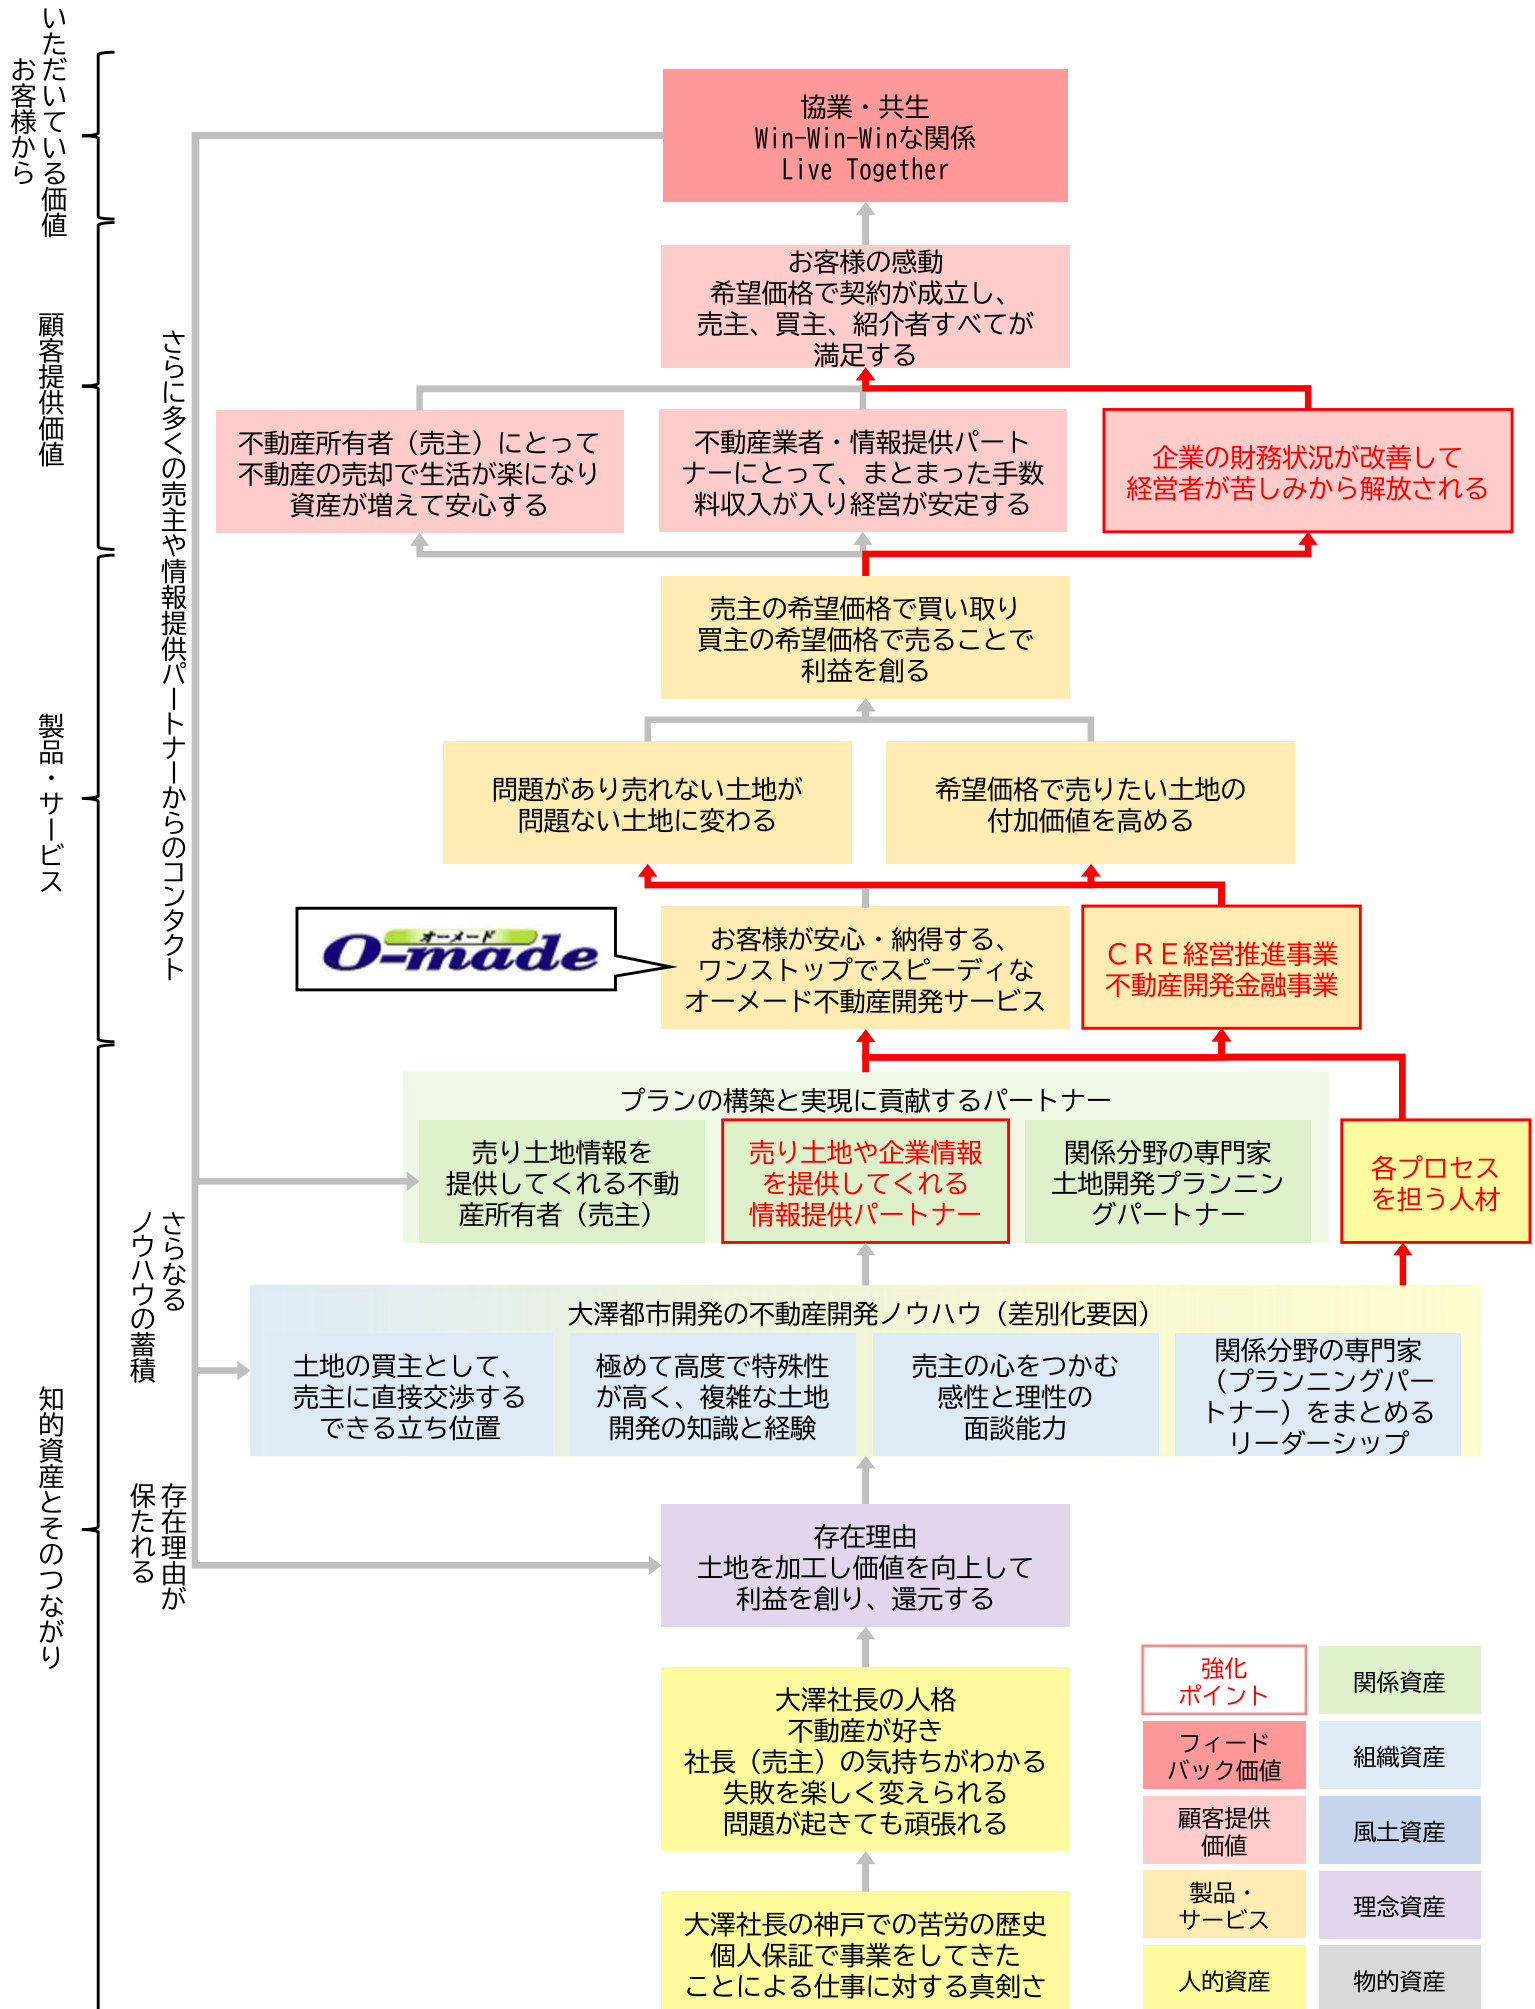 お客様から
いただいている価値
顧客提供価値
製品・サービス
知的資産とそのつながり
さらに多くの売主や情報提供パートナーからのコンタクト
さらなる
ノウハウの蓄積
存在理由が
保たれる
協業・共生
Win-Win-Winな関係
Live Together
お客様の感動
希望価格で契約が成立し、
売主、買主、紹介者すべてが
満足する
不動産所有者（売主）にとって
不動産の売却で生活が楽になり
資産が増えて安心する
不動産業者・情報提供パート
ナーにとって、まとまった手数
料収入が入り経営が安定する
企業の財務状況が改善して
経営者が苦しみから解放される
売主の希望価格で買い取り
買主の希望価格で売ることで
利益を創る
問題があり売れない土地が
問題ない土地に変わる
希望価格で売りたい土地の
付加価値を高める
オーメード
O-made
お客様が安心・納得する、
ワンストップでスピーディな
オーメード不動産開発サービス
ＣＲＥ経営推進事業
不動産開発金融事業
プランの構築と実現に貢献するパートナー
売り土地情報を
提供してくれる不動
産所有者（売主）
売り土地や企業情報
を提供してくれる
情報提供パートナー
関係分野の専門家
土地開発プランニン
グパートナー
各プロセス
を担う人材
大澤都市開発の不動産開発ノウハウ（差別化要因）
土地の買主として、
売主に直接交渉する
できる立ち位置
極めて高度で特殊性
が高く、複雑な土地
開発の知識と経験
売主の心をつかむ
感性と理性の
面談能力
関係分野の専門家
（プランニングパー
トナー）をまとめる
リーダーシップ
存在理由
土地を加工し価値を向上して
利益を創り、還元する
大澤社長の人格
不動産が好き
社長（売主）の気持ちがわかる
失敗を楽しく変えられる
問題が起きても頑張れる
大澤社長の神戸での苦労の歴史
個人保証で事業をしてきた
ことによる仕事に対する真剣さ
強化
ポイント
関係資産
フィード
バック価値
組織資産
顧客提供
価値
風土資産
製品・
サービス
理念資産
人的資産
物的資産